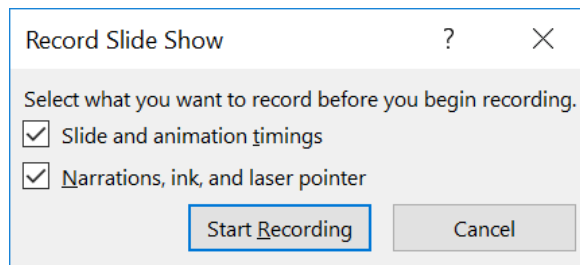 Record Slide Show
Select what you want to record before you begin recording.
Slide and animation timings
Narrations, ink, and laser pointer
Start Recording Cancel